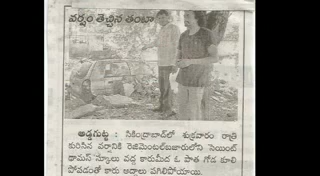 వర్షం తెచ్చిన తంటా
అడ్డగుట్ట : సికింద్రాబాద్‌లో శుక్రవారం రాత్రి
కురిసిన వర్షానికి రెజిమెంటల్‌బజారులోని సెయింట్
థామస్ స్కూలు వద్ద కారుమీద ఓ పాత గోడ కూలి
పోవడంతో కారు అద్దాలు పగిలిపోయాయి.